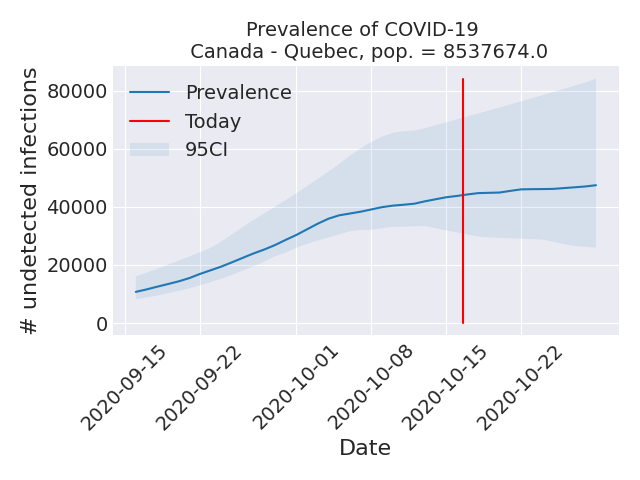 Prevalence of COVID-19
Canada - Quebec, pop. = 8537674.0
Prevalence
Today
95CI
# undetected infections
80000
60000
40000
20000
0
2020-09-15
2020-09-22
2020-10-01
2020-10-08
2020-10-15
2020-10-22
Date